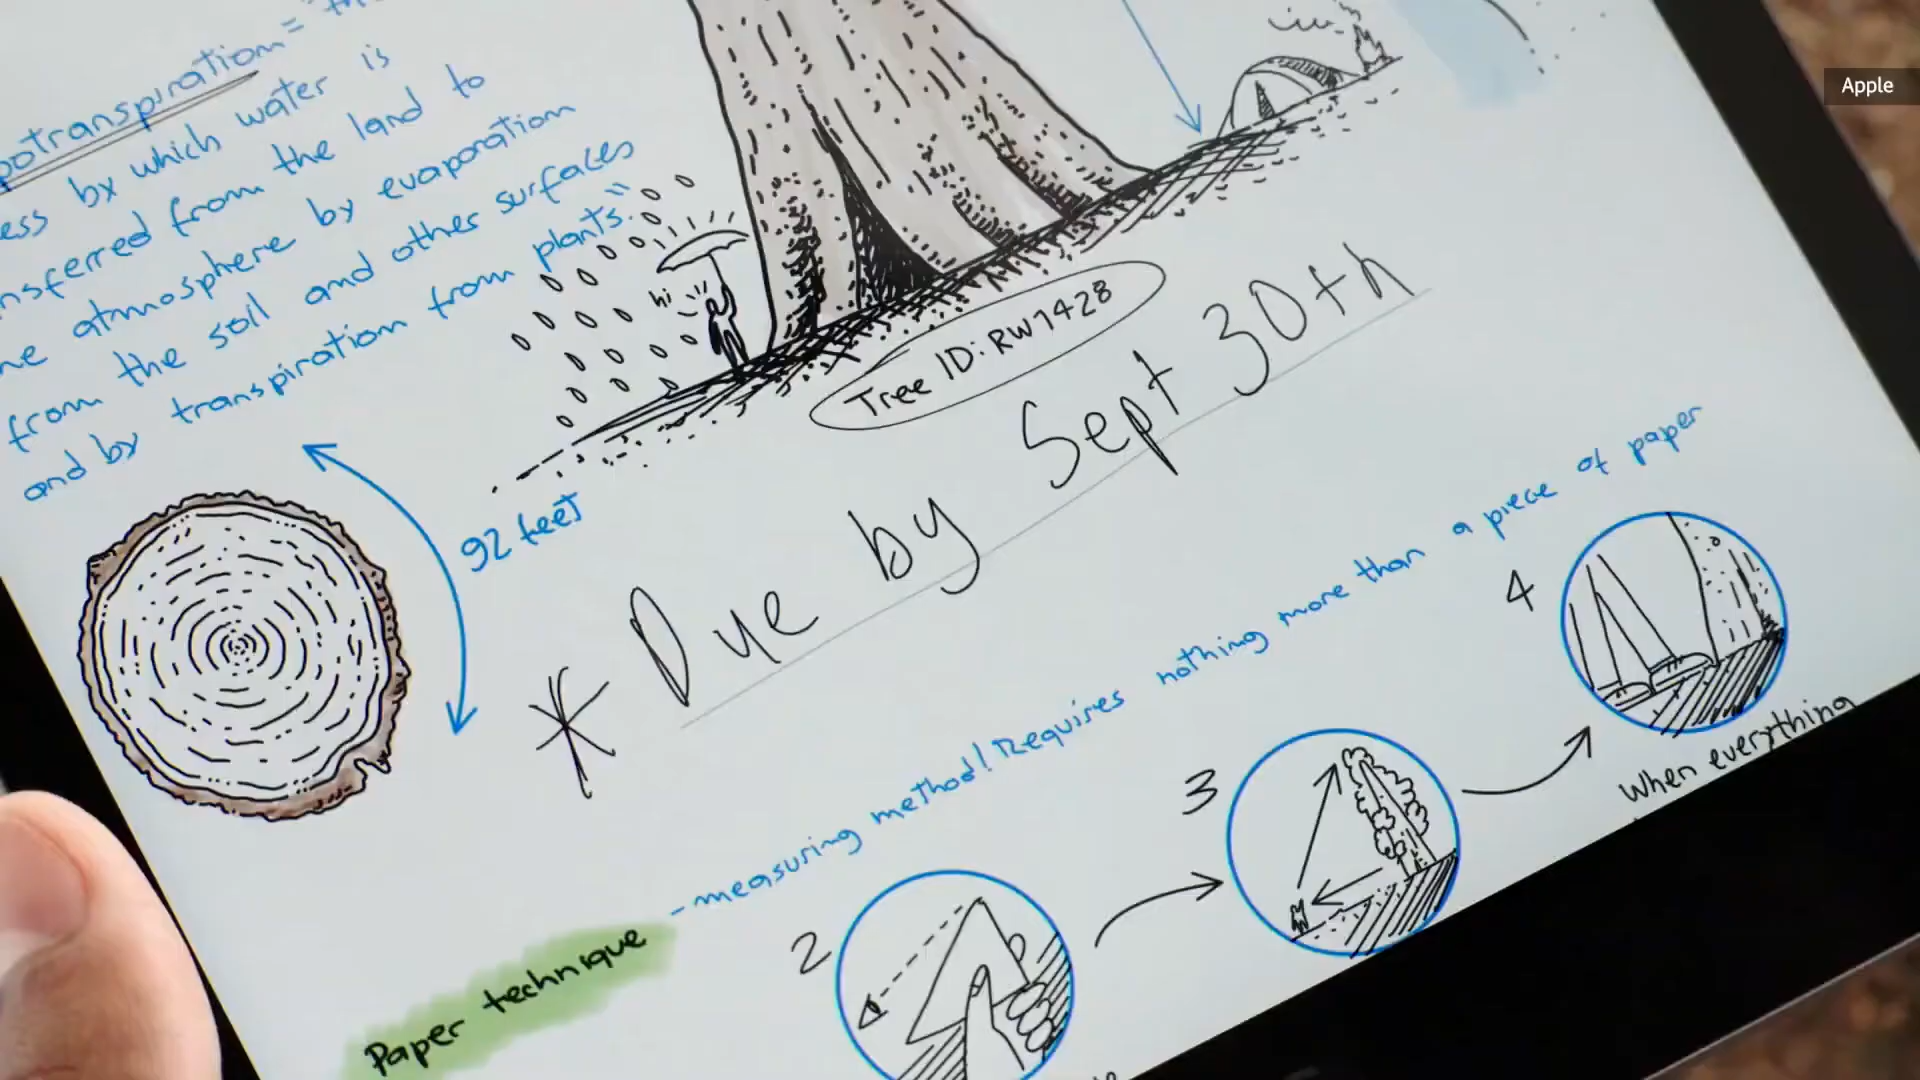 potranspiration=
ess by which water is
nsferred from the land to
he atmosphere by evaporation
from the soil and other surfaces
and by transpiration from plants."
hi
Tree ID: RW1428
Apple
92 feet
* Due by Sept 30th
Paper technique
- measuring method! Requires nothing more than a piece of paper
2
3
4
When everything